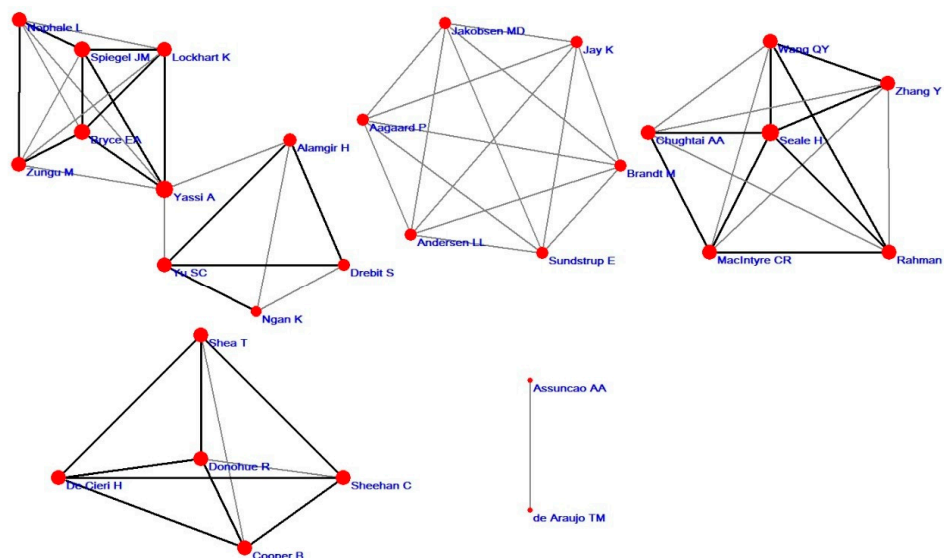 Nophale L
Spiegel JM
Lockhart K
Bryce EA
Zungu M
Yassi A
Alamgir H
Yu SC
Drebit S
Ngan K
Jakobsen MD
Jay K
Aagaard P
Brandt M
Andersen LL
Sundstrup E
Wang QY
Zhang Y
Chughtai AA
Seale H
MacIntyre CR
Rahman
Shea T
Donohue R
De Cieri H
Sheehan C
Cooper B
Assuncao AA
de Araujo TM